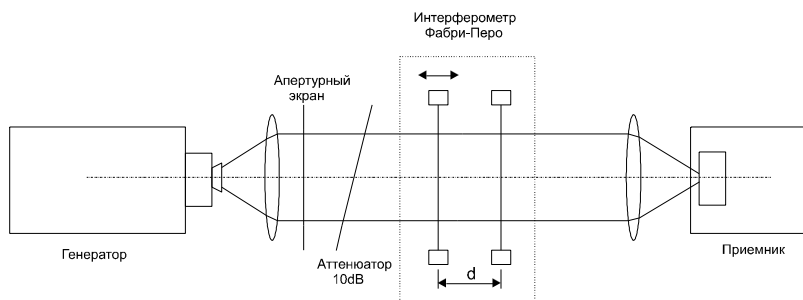 Интерферометр
Фабри-Перо
Апертурный
экран
Генератор
Аттенюатор
10dB
d
Приемник